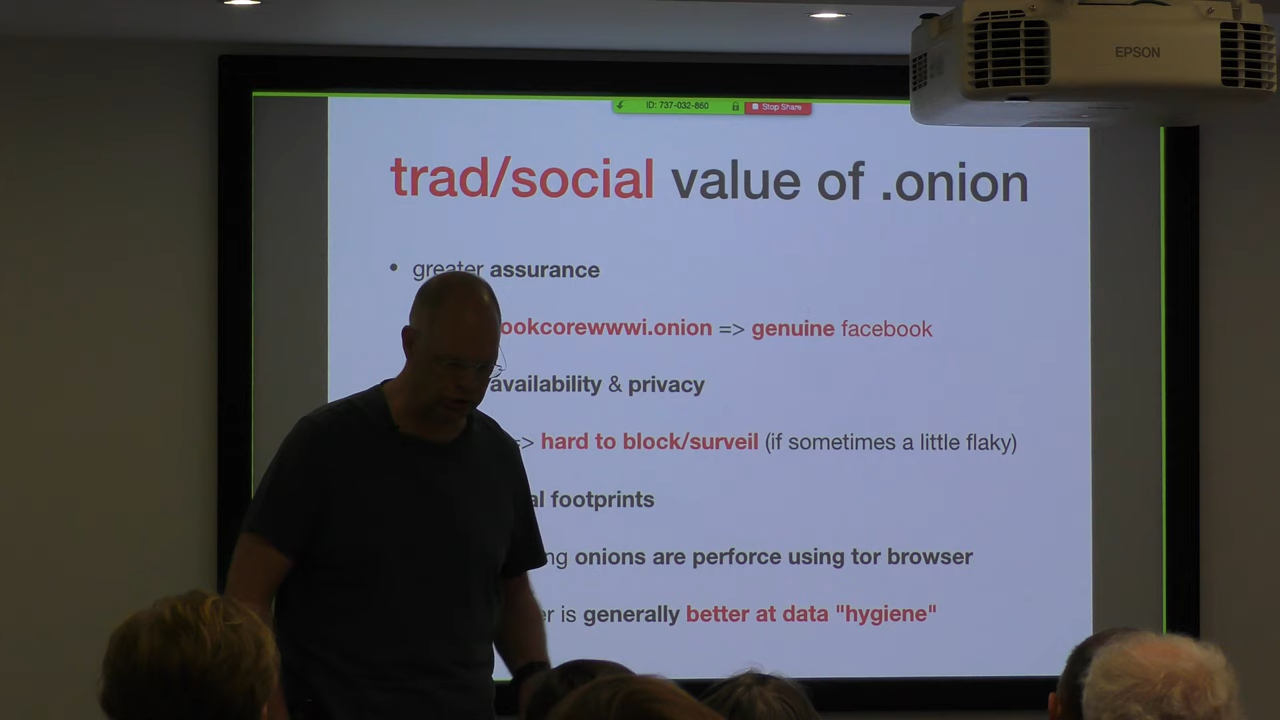 EPSON
ID: 737-032-860 Stop Share
trad/social value of .onion
• greater assurance
ookcorewwwi.onion => genuine facebook
availability & privacy
=> hard to block/surveil (if sometimes a little flaky)
al footprints
ng onions are perforce using tor browser
er is generally better at data "hygiene"